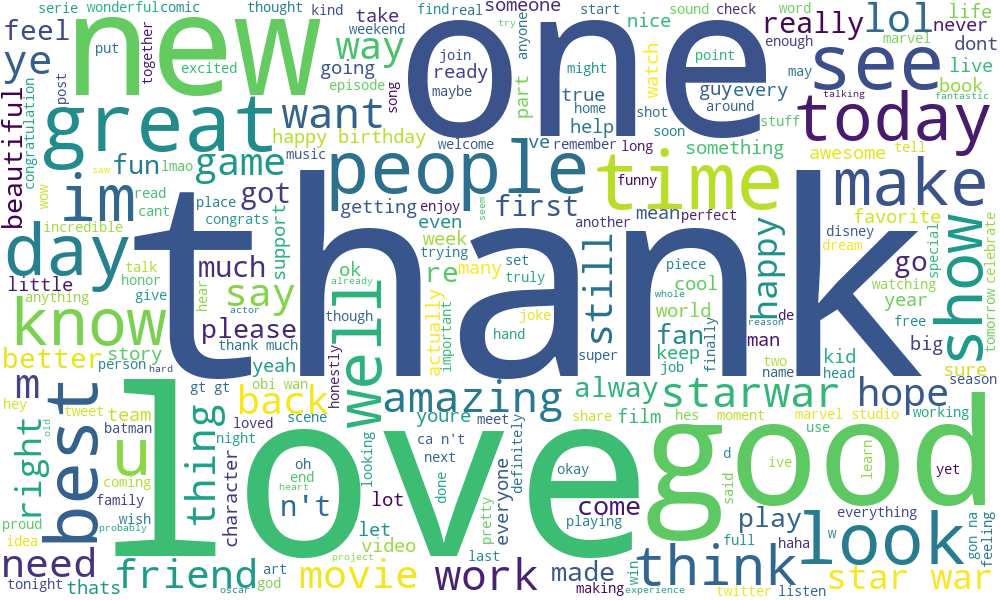 serie wonderful comic thought kind take someone find real start sound check word life
feel new weekend one try anyone nice really lol never
ye put together excited way going join ready part might watch point enough marvel dont
post episode song maybe true home guy every see may live
beautiful congratulation great want happy birthday help shot around soon stuff talking book fantastic
today
lmao fun game music welcome 've remember long something awesome tell
saw people time funny make
wow im read cant place got congrats getting enjoy first seem another mean perfect favorite
incredible day thank support even week trying happy disney dream special
talk honor much ok re many set truly still piece cool go watching show
little anything give hear say already whole year tomorrow celebrate
know actor well though actually important joke world de free
please hand fan reason man big
better story person hard thank much yeah honestly super keep job finally two name kid head sure
m gt gt obi wan back amazing alway starwar hope season
hey tweet team loved scene youre meet share film hes moment marvel studio working
best old batman u thing night ca n't use
right coming character oh looking next definitely okay d good ive learn yet
family love end heart n't lot done pretty everyone said
proud wish come playing play everything
idea probably let video full haha w look gon na feeling
need friend project last think
tonight thats god art movie work made win star war
oscar making experience twitter listen